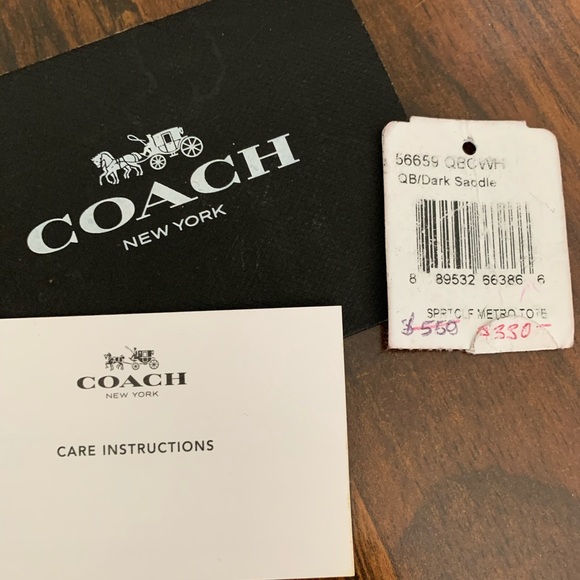 COACH
NEW YORK
56659 QBCWH
QB/Dark Saddle
8 89532 66386 6
SPRTCLF METRO TOTE
$550 $330-
COACH
NEW YORK
CARE INSTRUCTIONS